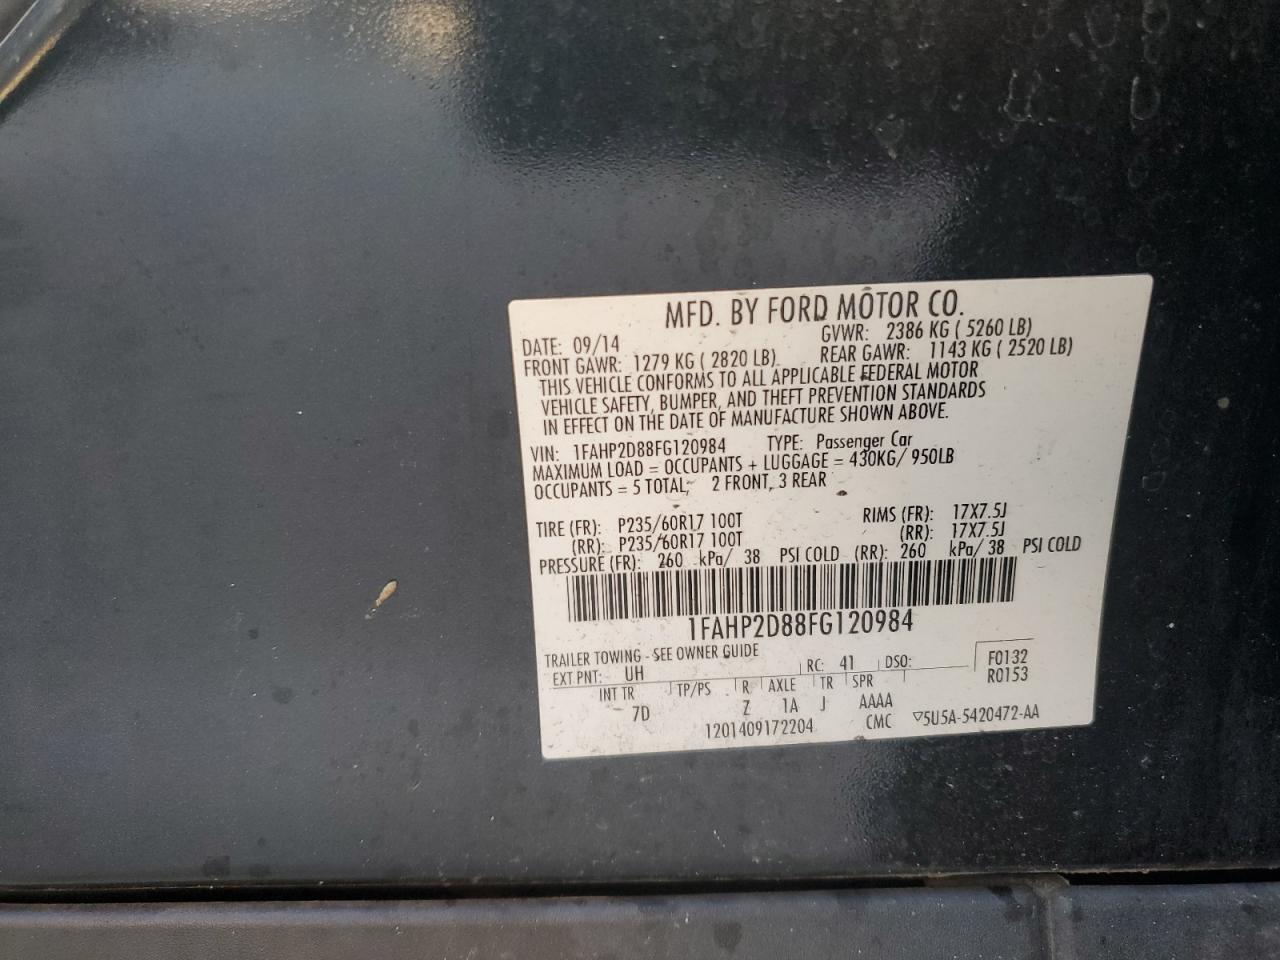 MFD. BY FORD MOTOR CO.
DATE: 09/14 GVWR: 2386 KG ( 5260 LB)
FRONT GAWR: 1279 KG ( 2820 LB) REAR GAWR: 1143 KG ( 2520 LB)
THIS VEHICLE CONFORMS TO ALL APPLICABLE FEDERAL MOTOR
VEHICLE SAFETY, BUMPER, AND THEFT PREVENTION STANDARDS
IN EFFECT ON THE DATE OF MANUFACTURE SHOWN ABOVE.
VIN: 1FAHP2D88FG120984 TYPE: Passenger Car
MAXIMUM LOAD = OCCUPANTS + LUGGAGE = 430KG/ 950LB
OCCUPANTS = 5 TOTAL, 2 FRONT, 3 REAR
TIRE (FR): P235/60R17 100T RIMS (FR): 17X7.5J
(RR): P235/60R17 100T (RR): 17X7.5J
PRESSURE (FR): 260 kPa/ 38 PSI COLD (RR): 260 kPa/ 38 PSI COLD
1FAHP2D88FG120984
TRAILER TOWING - SEE OWNER GUIDE
EXT PNT: UH RC: 41 DSO: F0132
R0153
INT TR TP/PS R AXLE TR SPR
7D Z 1A J AAAA
1201409172204 CMC ▽5U5A-5420472-AA